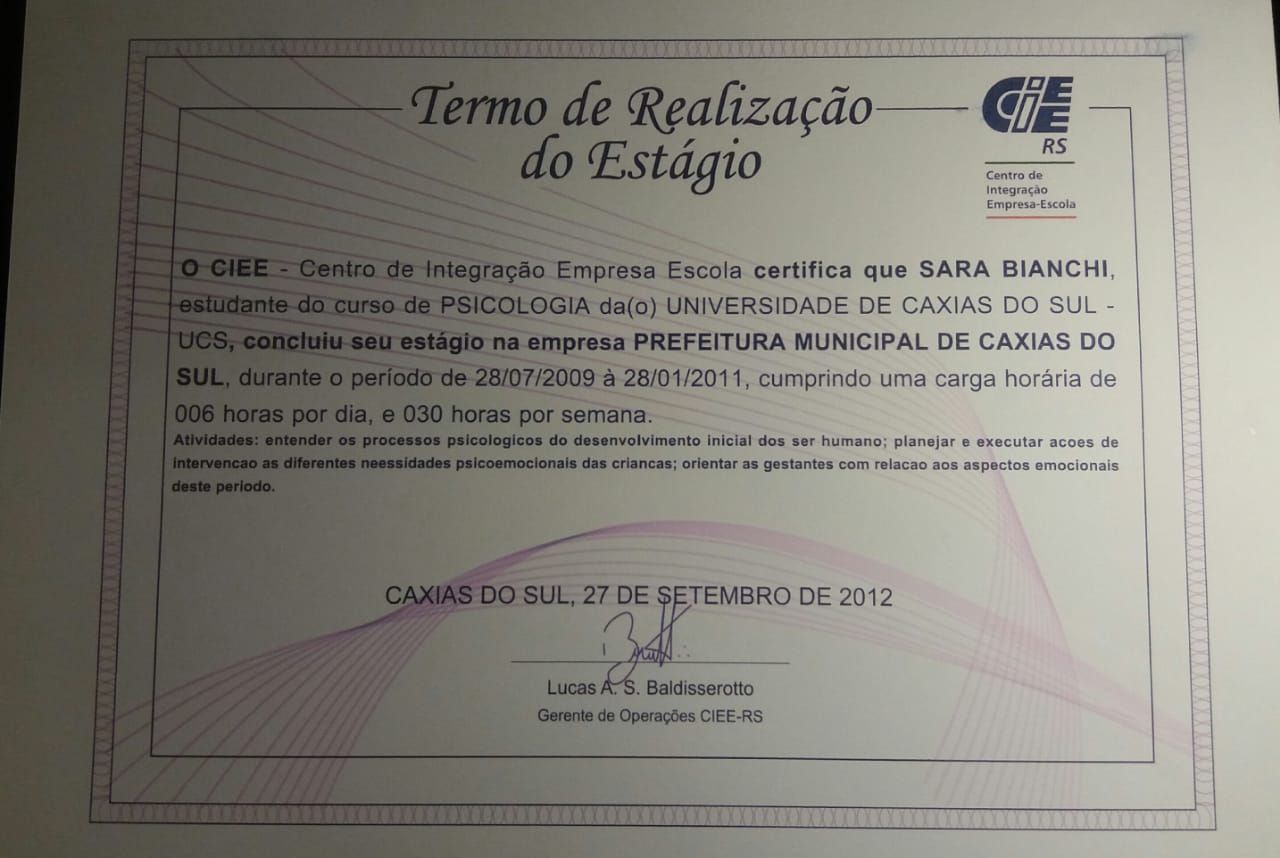 Termo de Realização
do Estágio
CIEE
RS
Centro de
Integração
Empresa-Escola
O CIEE - Centro de Integração Empresa Escola certifica que SARA BIANCHI,
estudante do curso de PSICOLOGIA da(o) UNIVERSIDADE DE CAXIAS DO SUL -
UCS, concluiu seu estágio na empresa PREFEITURA MUNICIPAL DE CAXIAS DO
SUL, durante o período de 28/07/2009 à 28/01/2011, cumprindo uma carga horária de
006 horas por dia, e 030 horas por semana.
Atividades: entender os processos psicologicos do desenvolvimento inicial dos ser humano; planejar e executar acoes de
intervencao as diferentes neessidades psicoemocionais das criancas; orientar as gestantes com relacao aos aspectos emocionais
deste periodo.
CAXIAS DO SUL, 27 DE SETEMBRO DE 2012
Lucas A. S. Baldisserotto
Gerente de Operações CIEE-RS